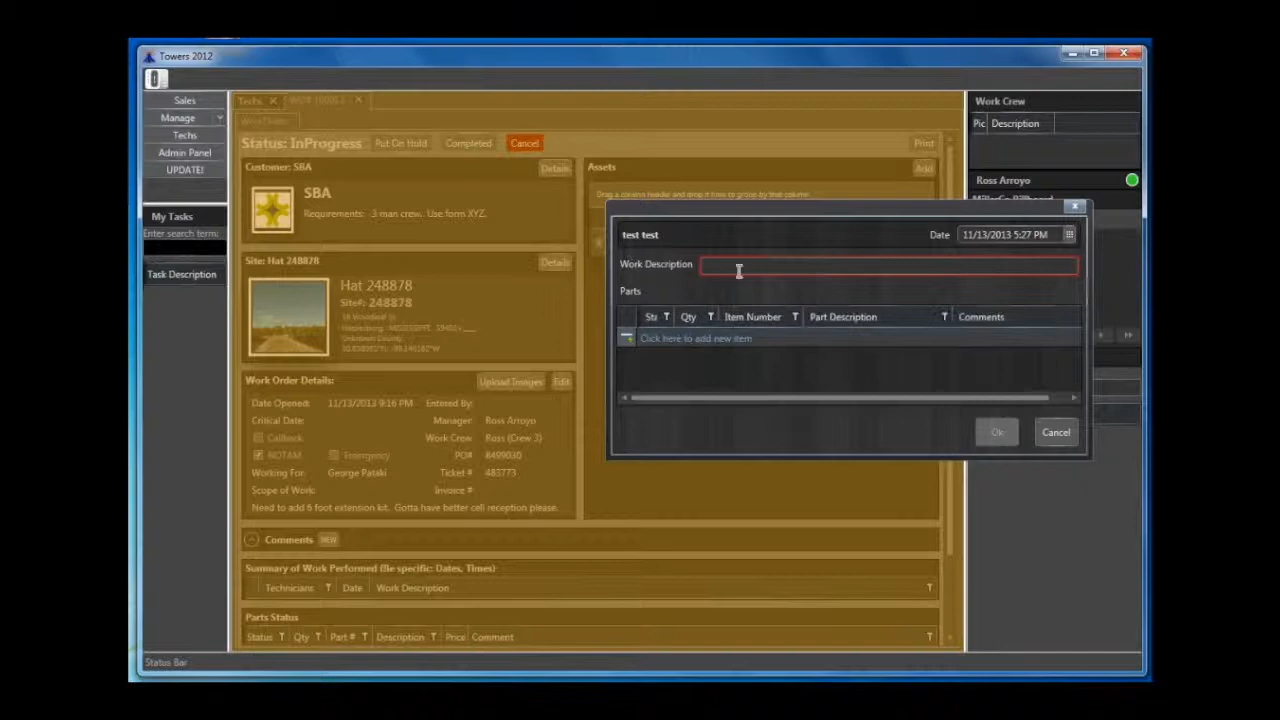 Towers 2012
Sales
Manage
Techs
Admin Panel
UPDATE!
My Tasks
Enter search term:
Task Description
Techs
Status: InProgress Put On Hold Completed Cancel Print
Customer: SBA Details
SBA
Requirements: 3 man crew. Use form XYZ.
Site: Hat 248878 Details
Hat 248878
Site#: 248878
Unknown County
Work Order Details: Upload Images Edit
Date Opened: 11/13/2013 9:16 PM Entered By:
Critical Date: Manager: Ross Arroyo
Callback Work Crew: Ross (Crew 3)
NOTAM Emergency PO# 8499030
Working For: George Pataki Ticket # 483773
Scope of Work: Invoice #
Need to add 6 foot extension kit. Gotta have better cell reception please.
Assets Add
Drag a column header and drop it here to group by that column
Comments NEW
Summary of Work Performed (Be specific: Dates, Times)
Technicians Date Work Description
Parts Status
Status Qty Part # Description Price Comment
test test Date 11/13/2013 5:27 PM
Work Description
Parts
Qty Item Number Part Description Comments
Click here to add new item
Ok Cancel
Work Crew
Pic Description
Ross Arroyo
Status Bar